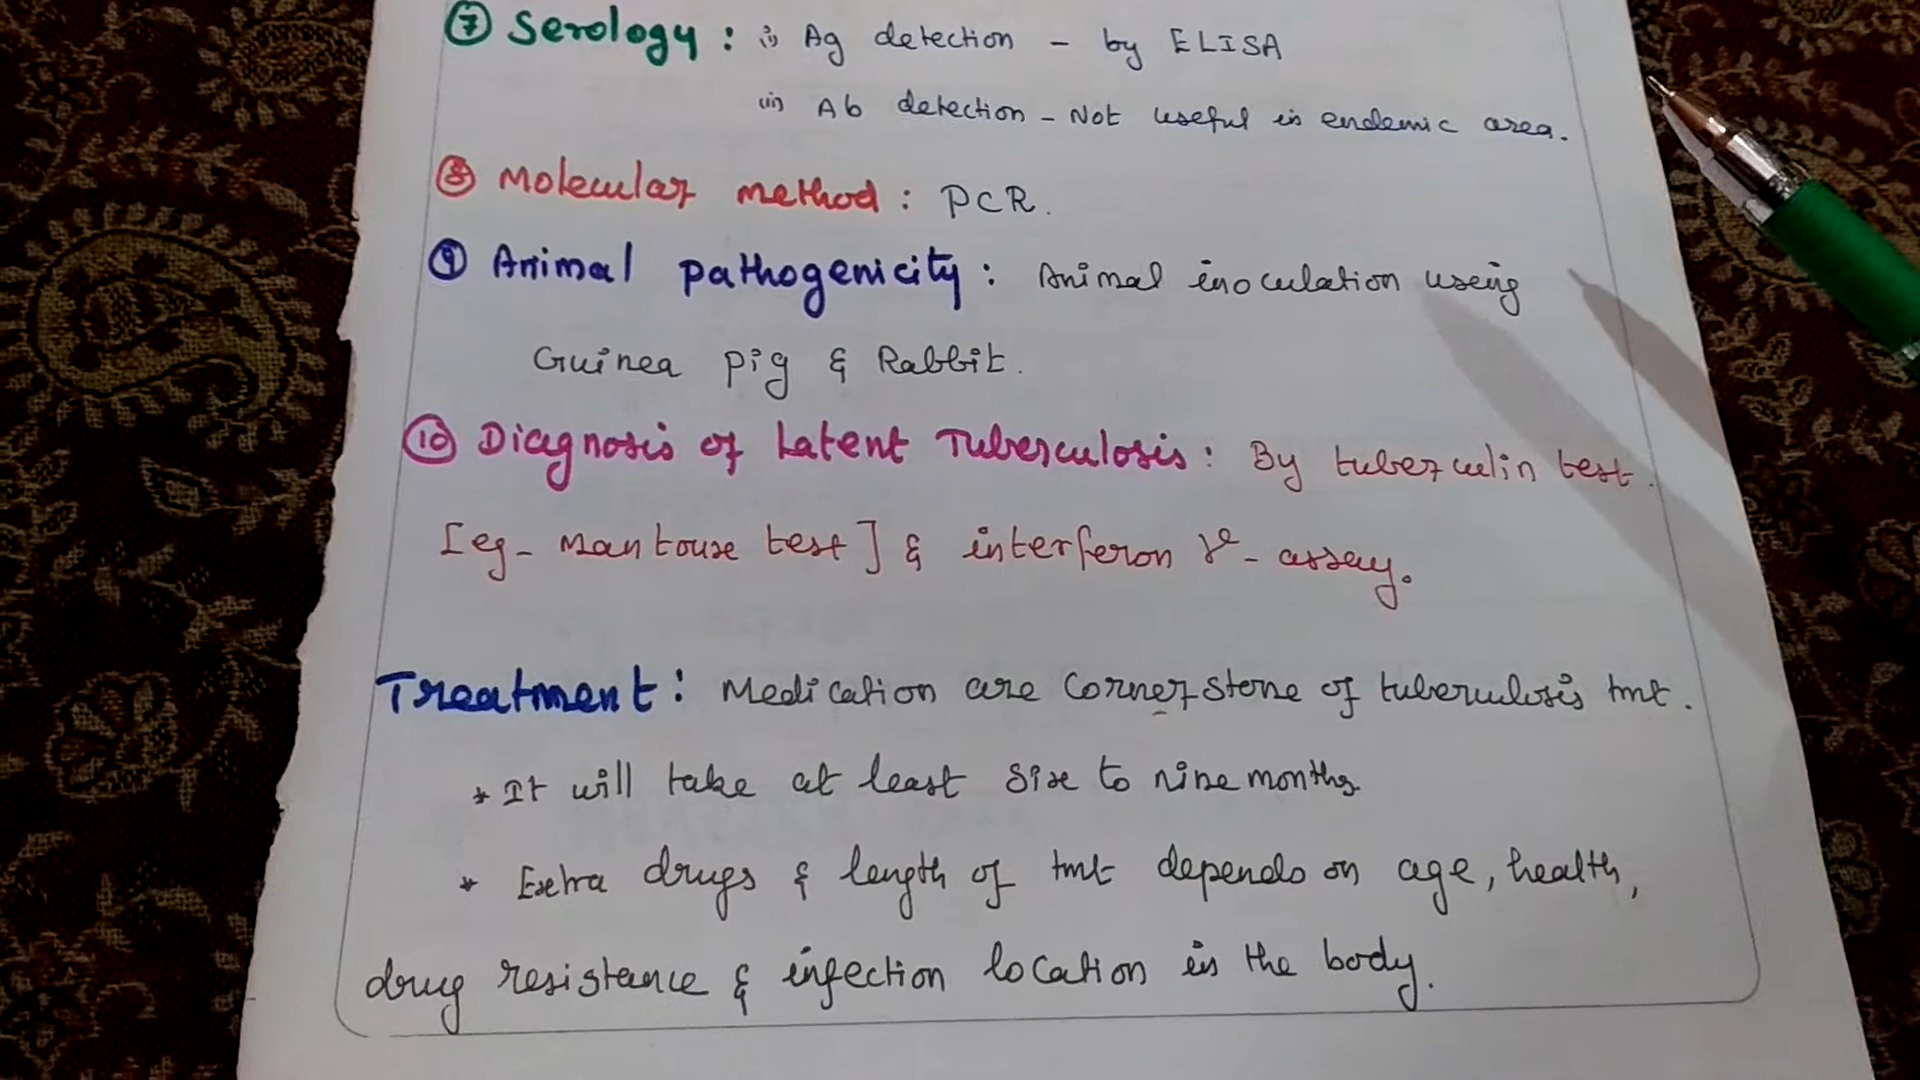 ⑦ Serology : i) Ag detection - by ELISA
ii) Ab detection - Not useful in endemic area.
⑧ Molecular method : PCR.
⑨ Animal pathogenicity : Animal inoculation using
Guinea pig & Rabbit.
⑩ Diagnosis of Latent Tuberculosis : By tuberculin test.
[eg - Mantoux test] & interferon γ - assay.
Treatment : Medication are Corner stone of tuberculosis tmt.
* It will take at least six to nine months
* Extra drugs & length of tmt depends on age, health,
drug resistance & infection location in the body.